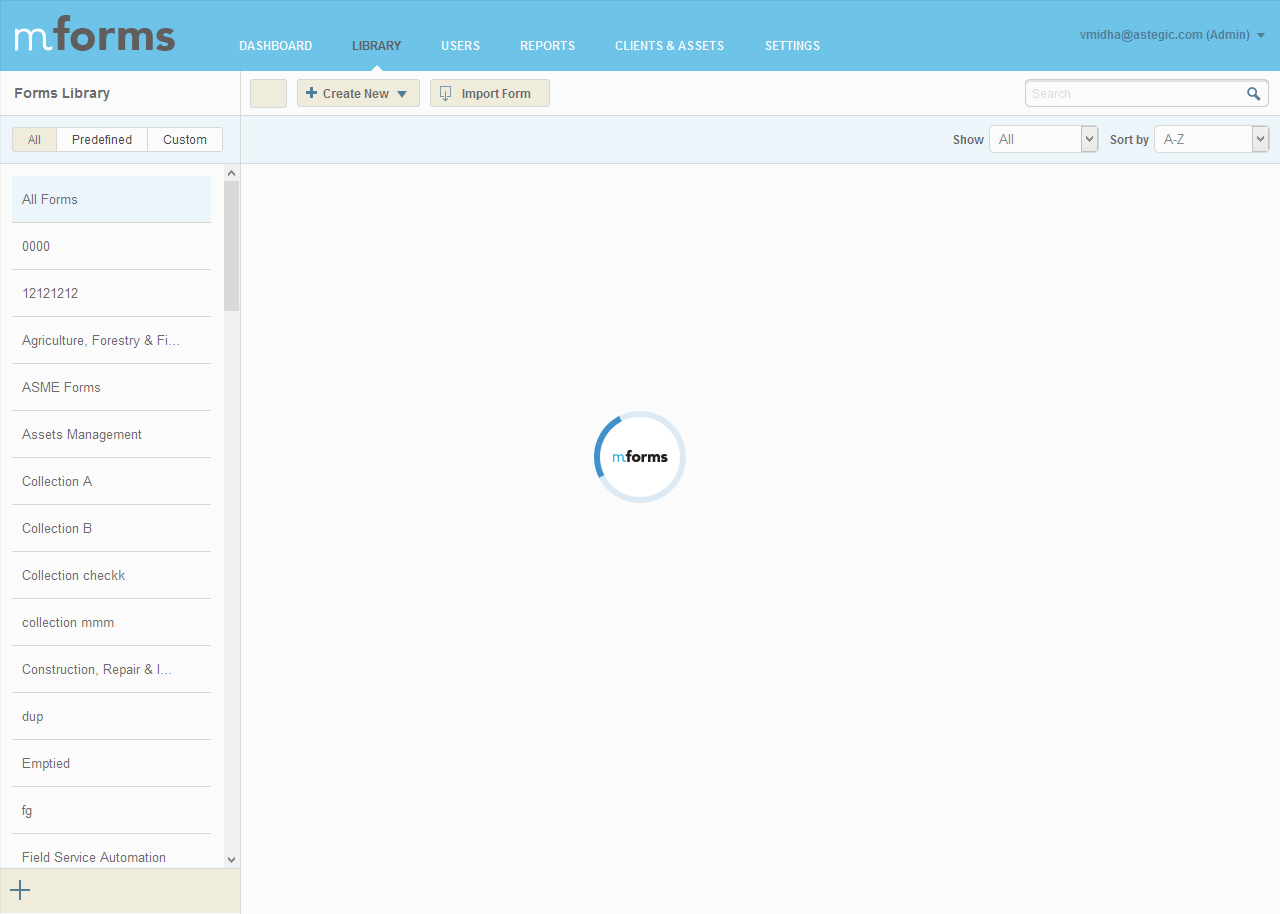 mforms
DASHBOARD LIBRARY USERS REPORTS CLIENTS & ASSETS SETTINGS
vmidha@astegic.com (Admin)
Forms Library
Create New
Import Form
Search
All Predefined Custom
Show All Sort by A-Z
All Forms
0000
12121212
Agriculture, Forestry & Fi...
ASME Forms
Assets Management
Collection A
mforms
Collection B
Collection checkk
collection mmm
Construction, Repair & I...
dup
Emptied
fg
Field Service Automation